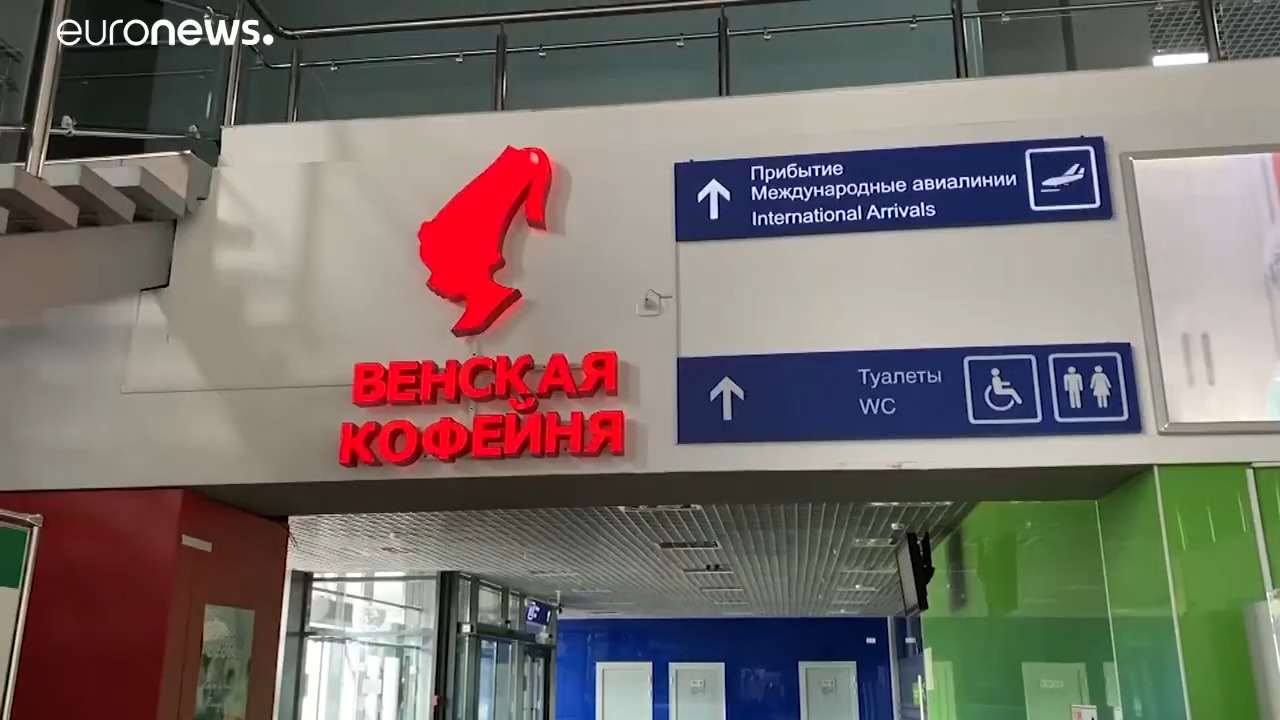 euronews.
Прибытие
Международные авиалинии
International Arrivals
ВЕНСКАЯ
КОФЕЙНЯ
Туалеты
WC